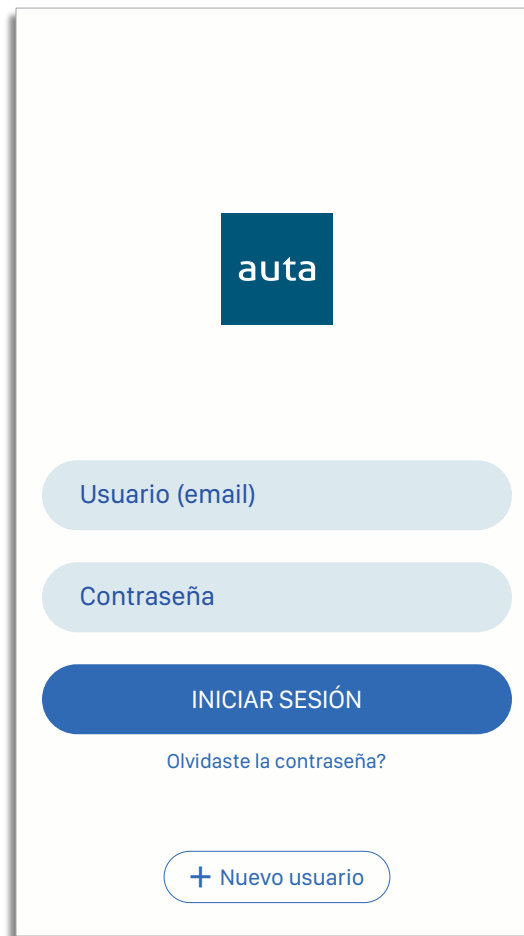 auta
Usuario (email)
Contraseña
INICIAR SESIÓN
Olvidaste la contraseña?
+ Nuevo usuario